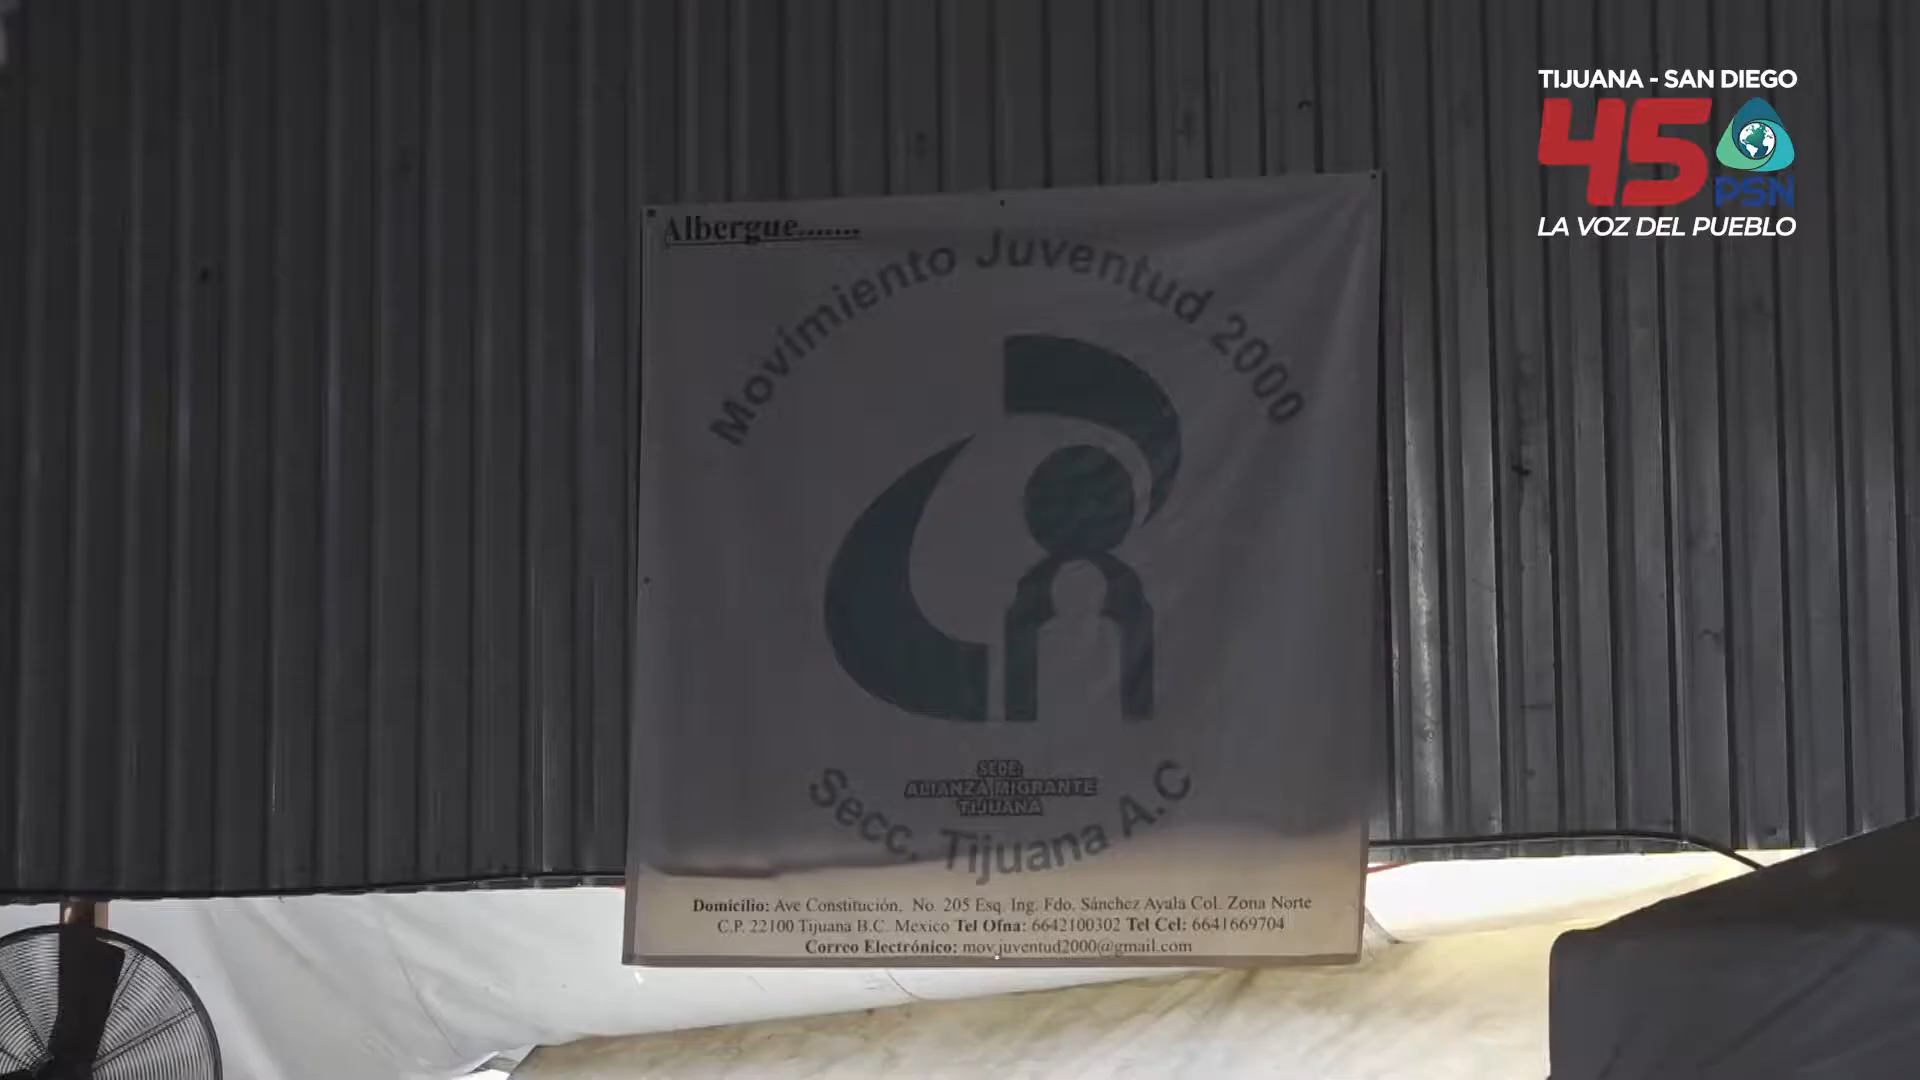 TIJUANA - SAN DIEGO
45 PSN
LA VOZ DEL PUEBLO
Albergue.......
Movimiento Juventud 2000
SEDE:
ALIANZA MIGRANTE
TIJUANA
Secc. Tijuana A.C
Domicilio: Ave Constitución, No. 205 Esq. Ing. Fdo. Sánchez Ayala Col. Zona Norte
C.P. 22100 Tijuana B.C. Mexico Tel Ofna: 6642100302 Tel Cel: 6641669704
Correo Electrónico: mov.juventud2000@gmail.com